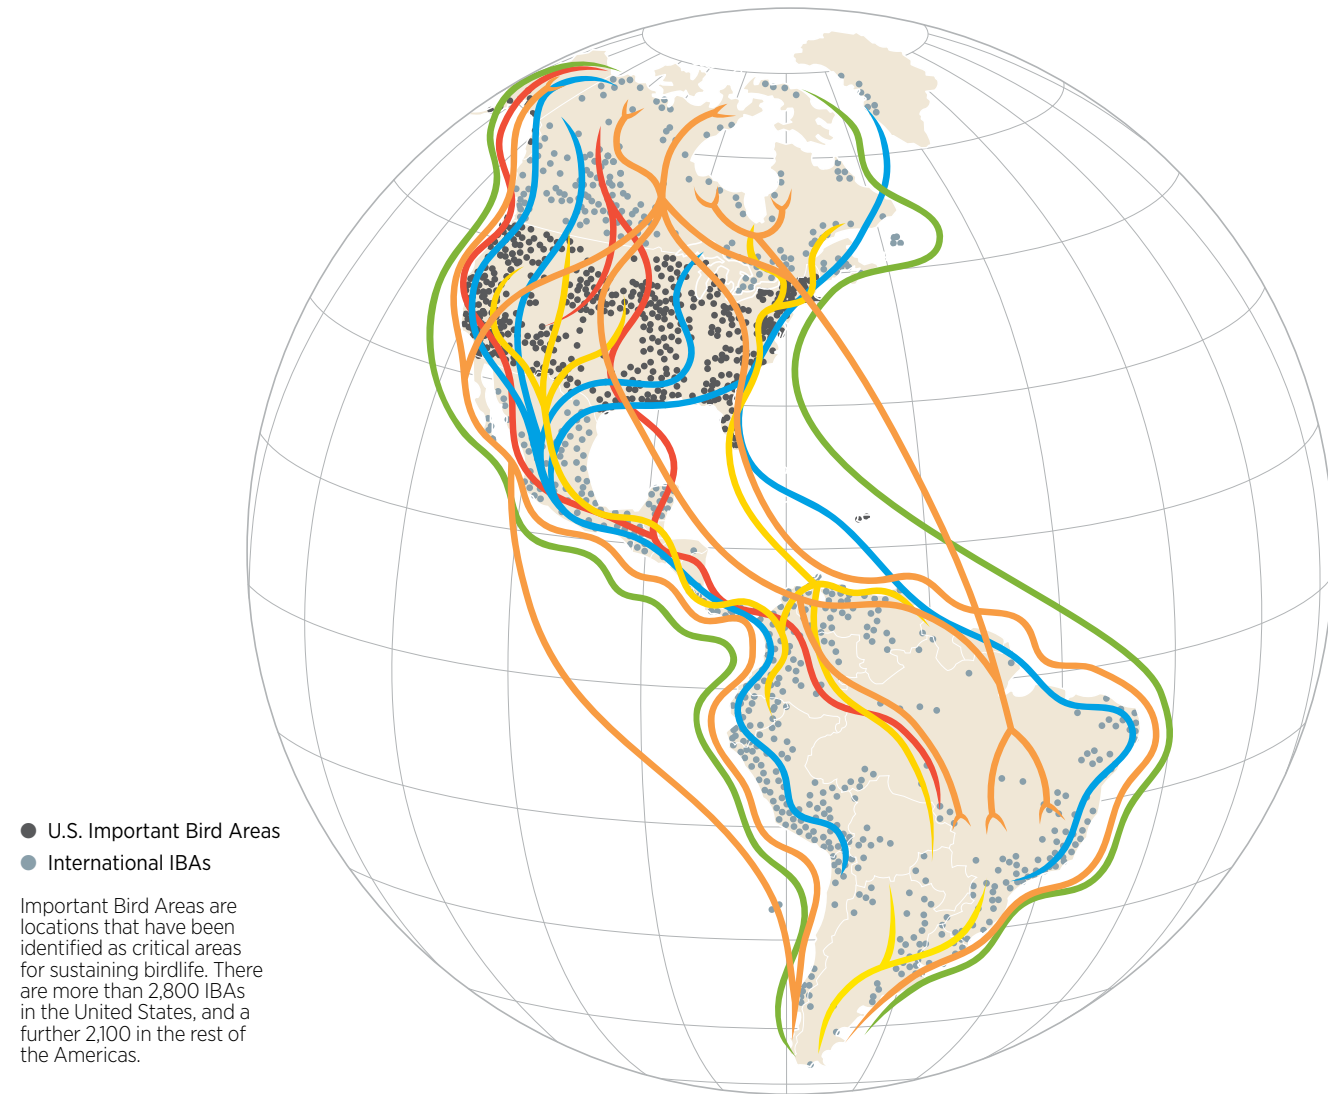 U.S. Important Bird Areas
International IBAs
Important Bird Areas are
locations that have been
identified as critical areas
for sustaining birdlife. There
are more than 2,800 IBAs
in the United States, and a
further 2,100 in the rest of
the Americas.